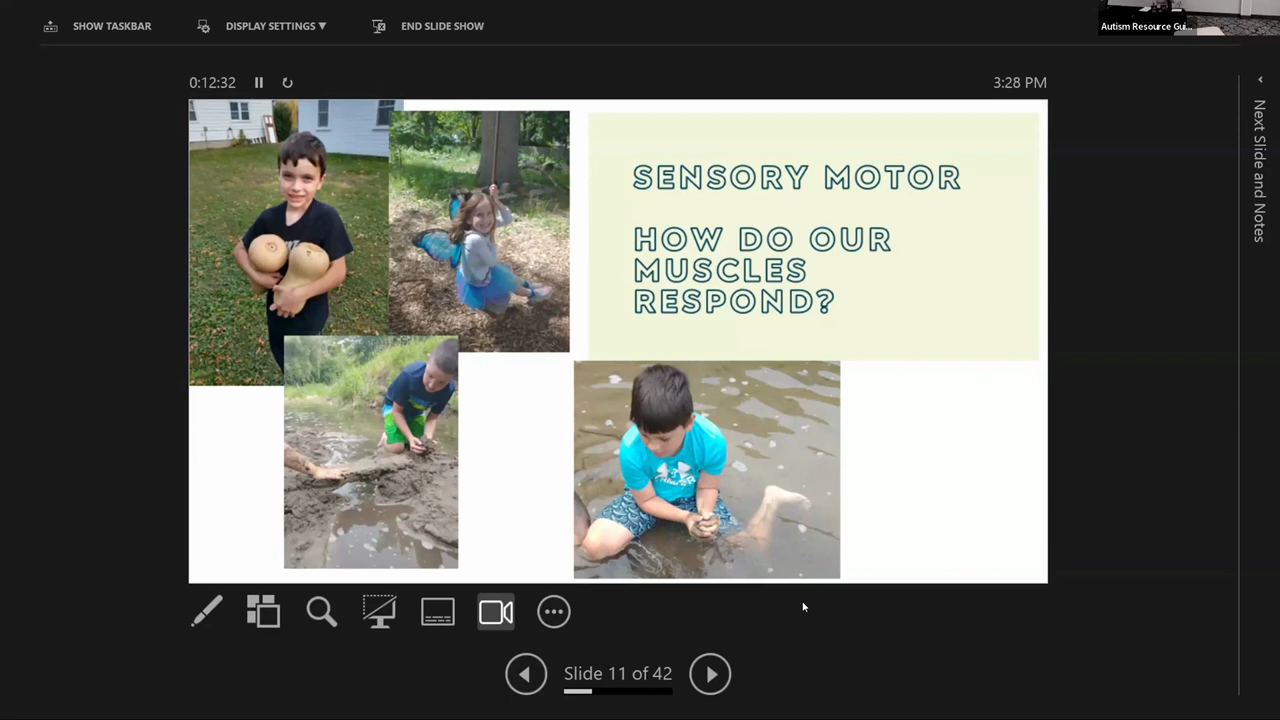 SHOW TASKBAR
DISPLAY SETTINGS ▼
END SLIDE SHOW
Autism Resource Gui...
0:12:32
3:28 PM
Next Slide and Notes
SENSORY MOTOR
HOW DO OUR
MUSCLES
RESPOND?
Slide 11 of 42